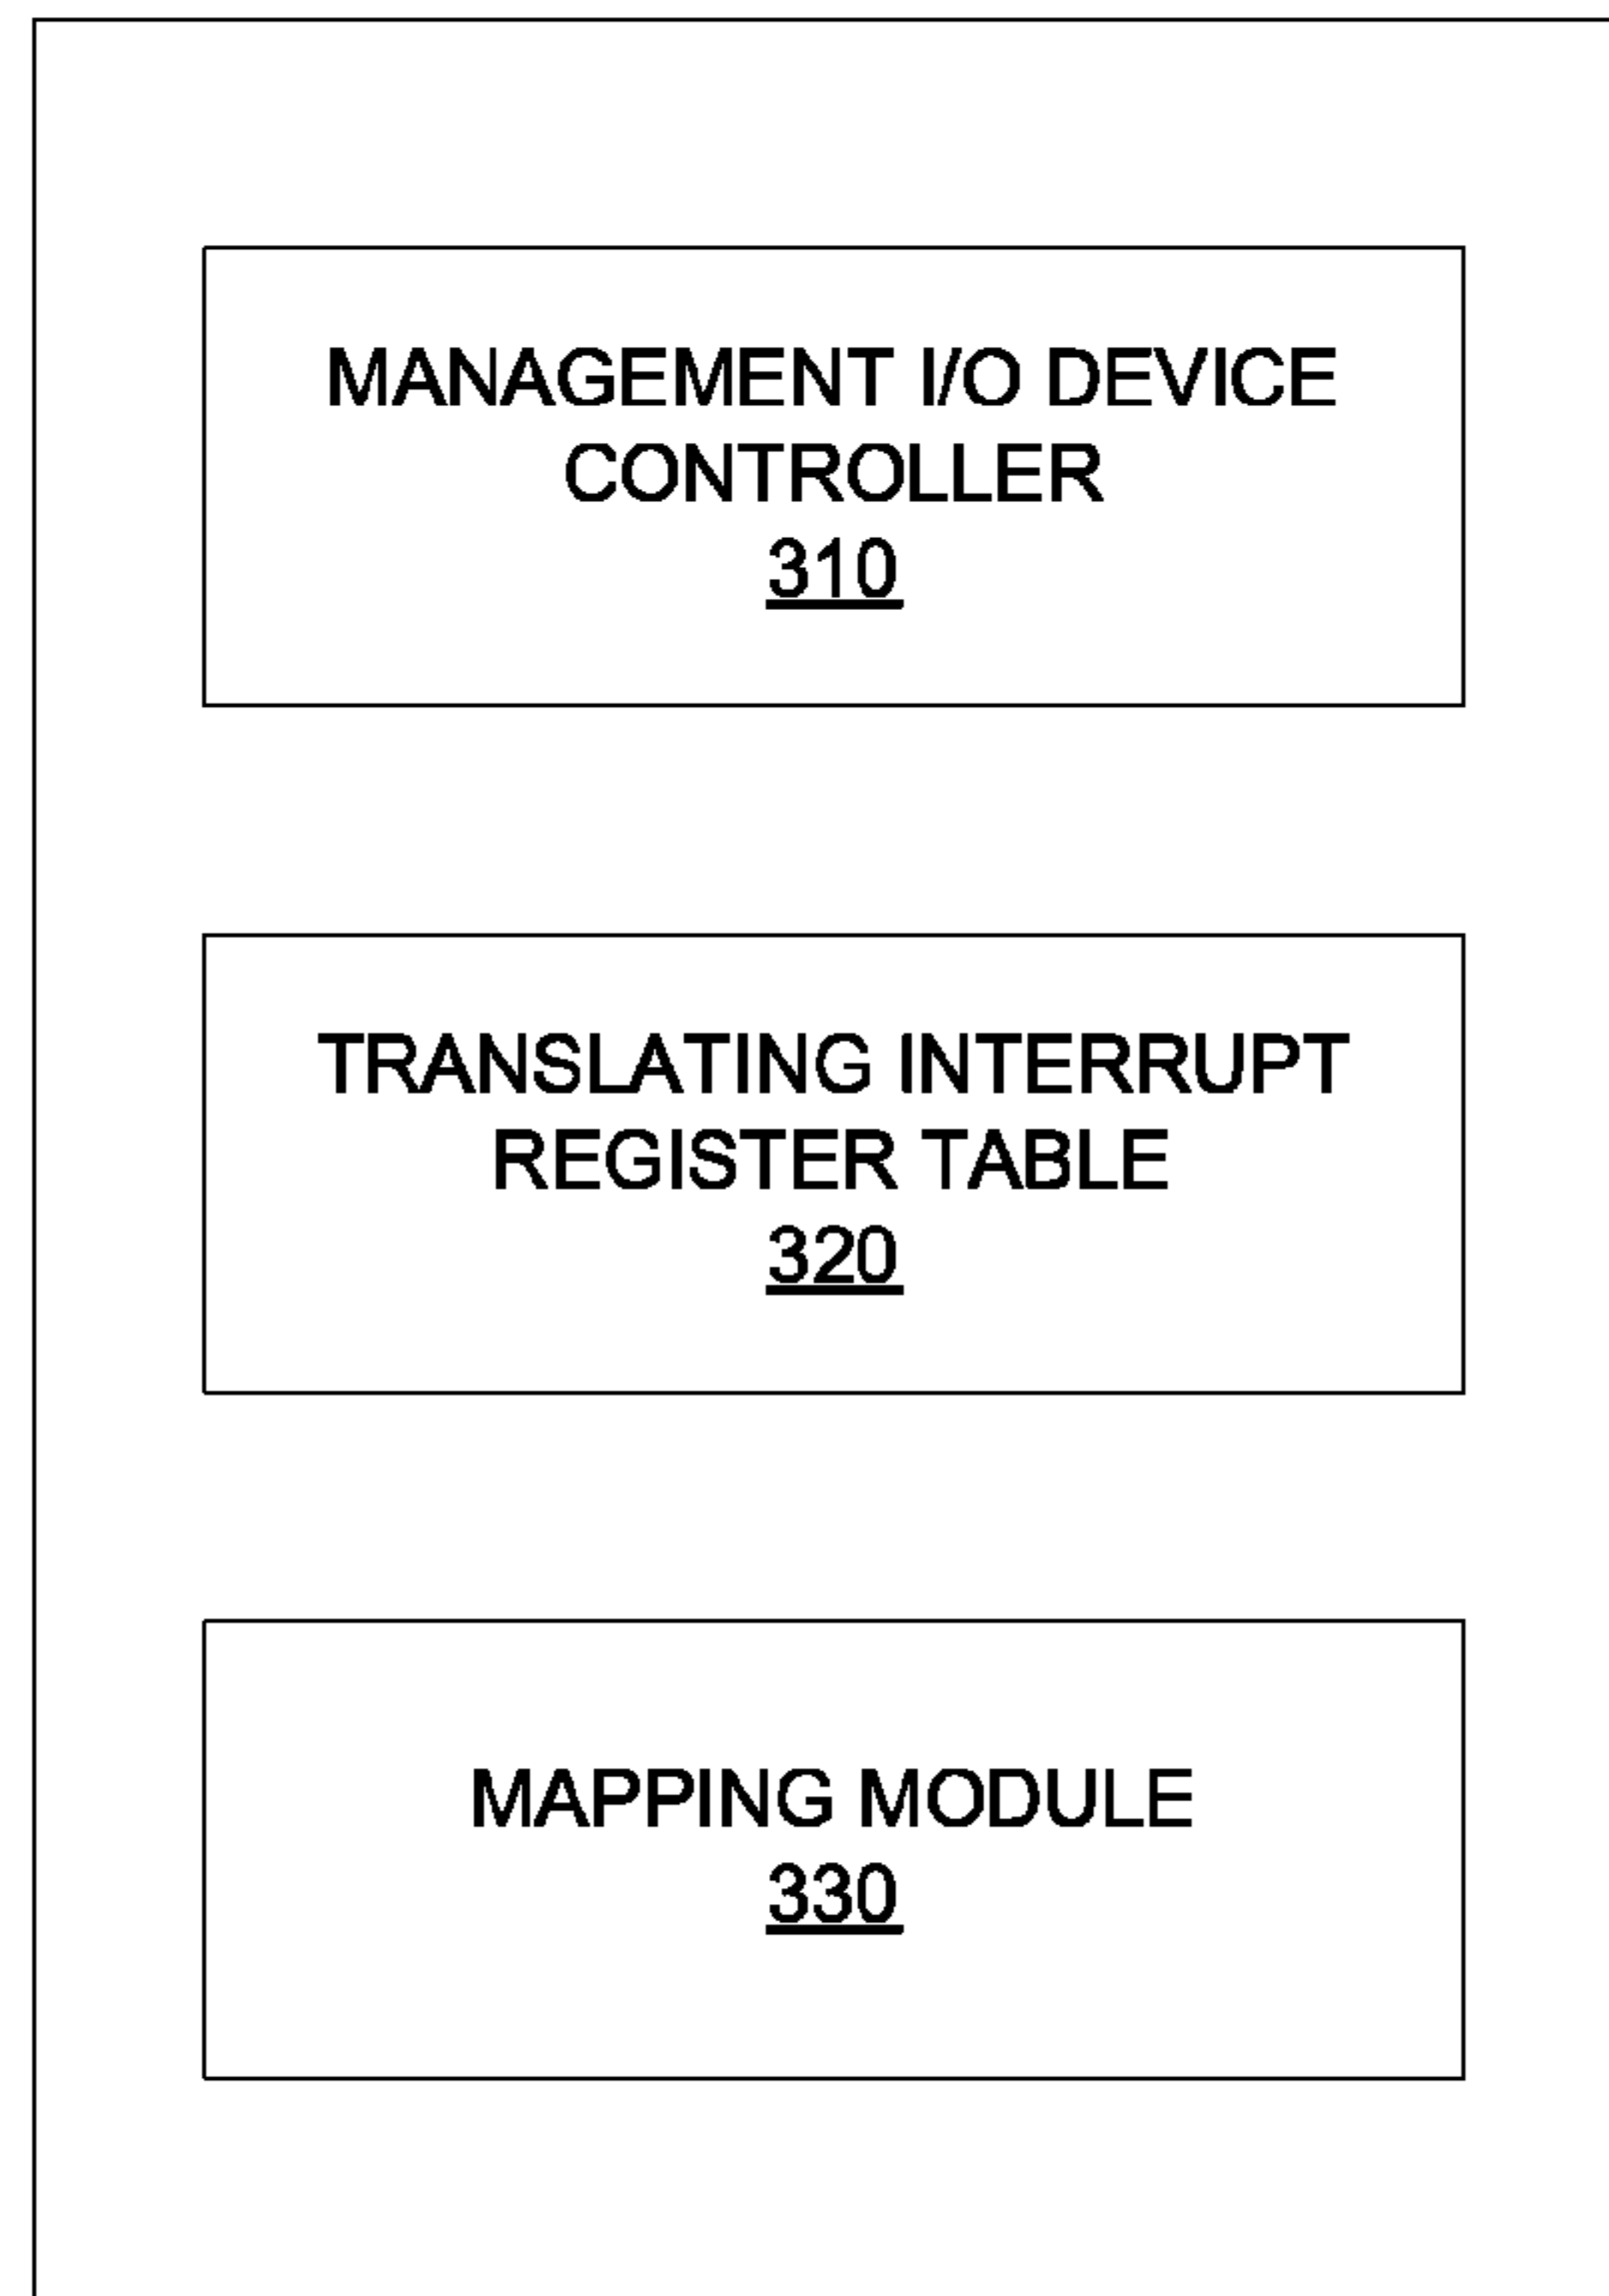 MANAGEMENT I/O DEVICE
CONTROLLER
310
TRANSLATING INTERRUPT
REGISTER TABLE
320
MAPPING MODULE
330